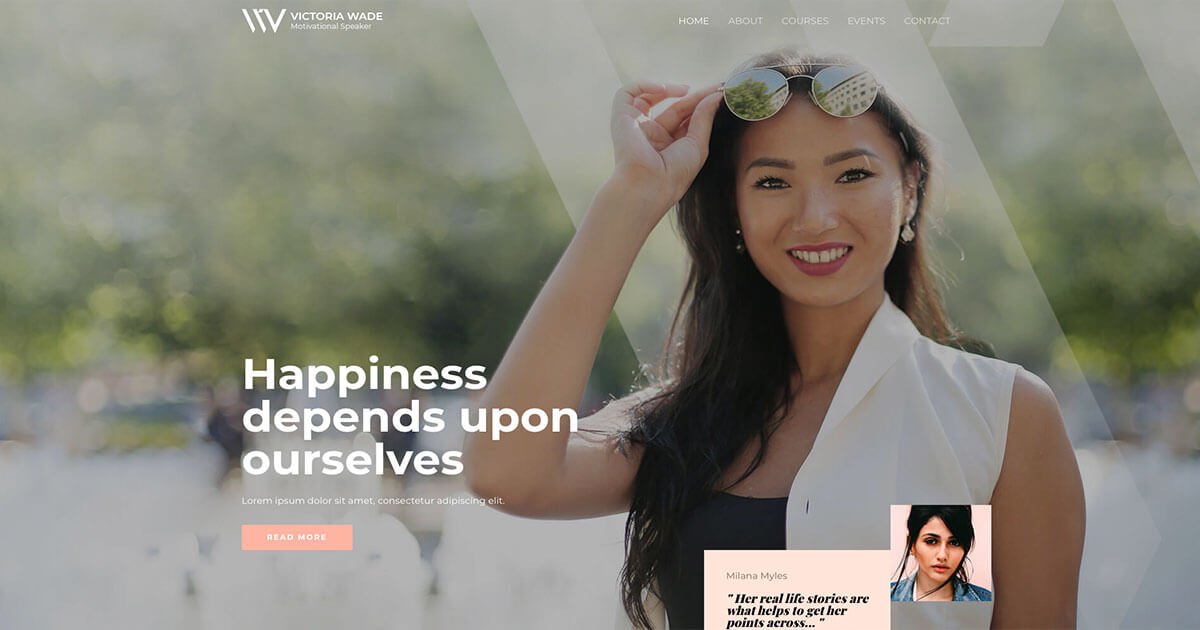 VICTORIA WADE
Motivational Speaker
HOME ABOUT COURSES EVENTS CONTACT
Happiness
depends upon
ourselves
Lorem ipsum dolor sit amet, consectetur adipiscing elit.
READ MORE
Milana Myles
" Her real life stories are
what helps to get her
points across... "